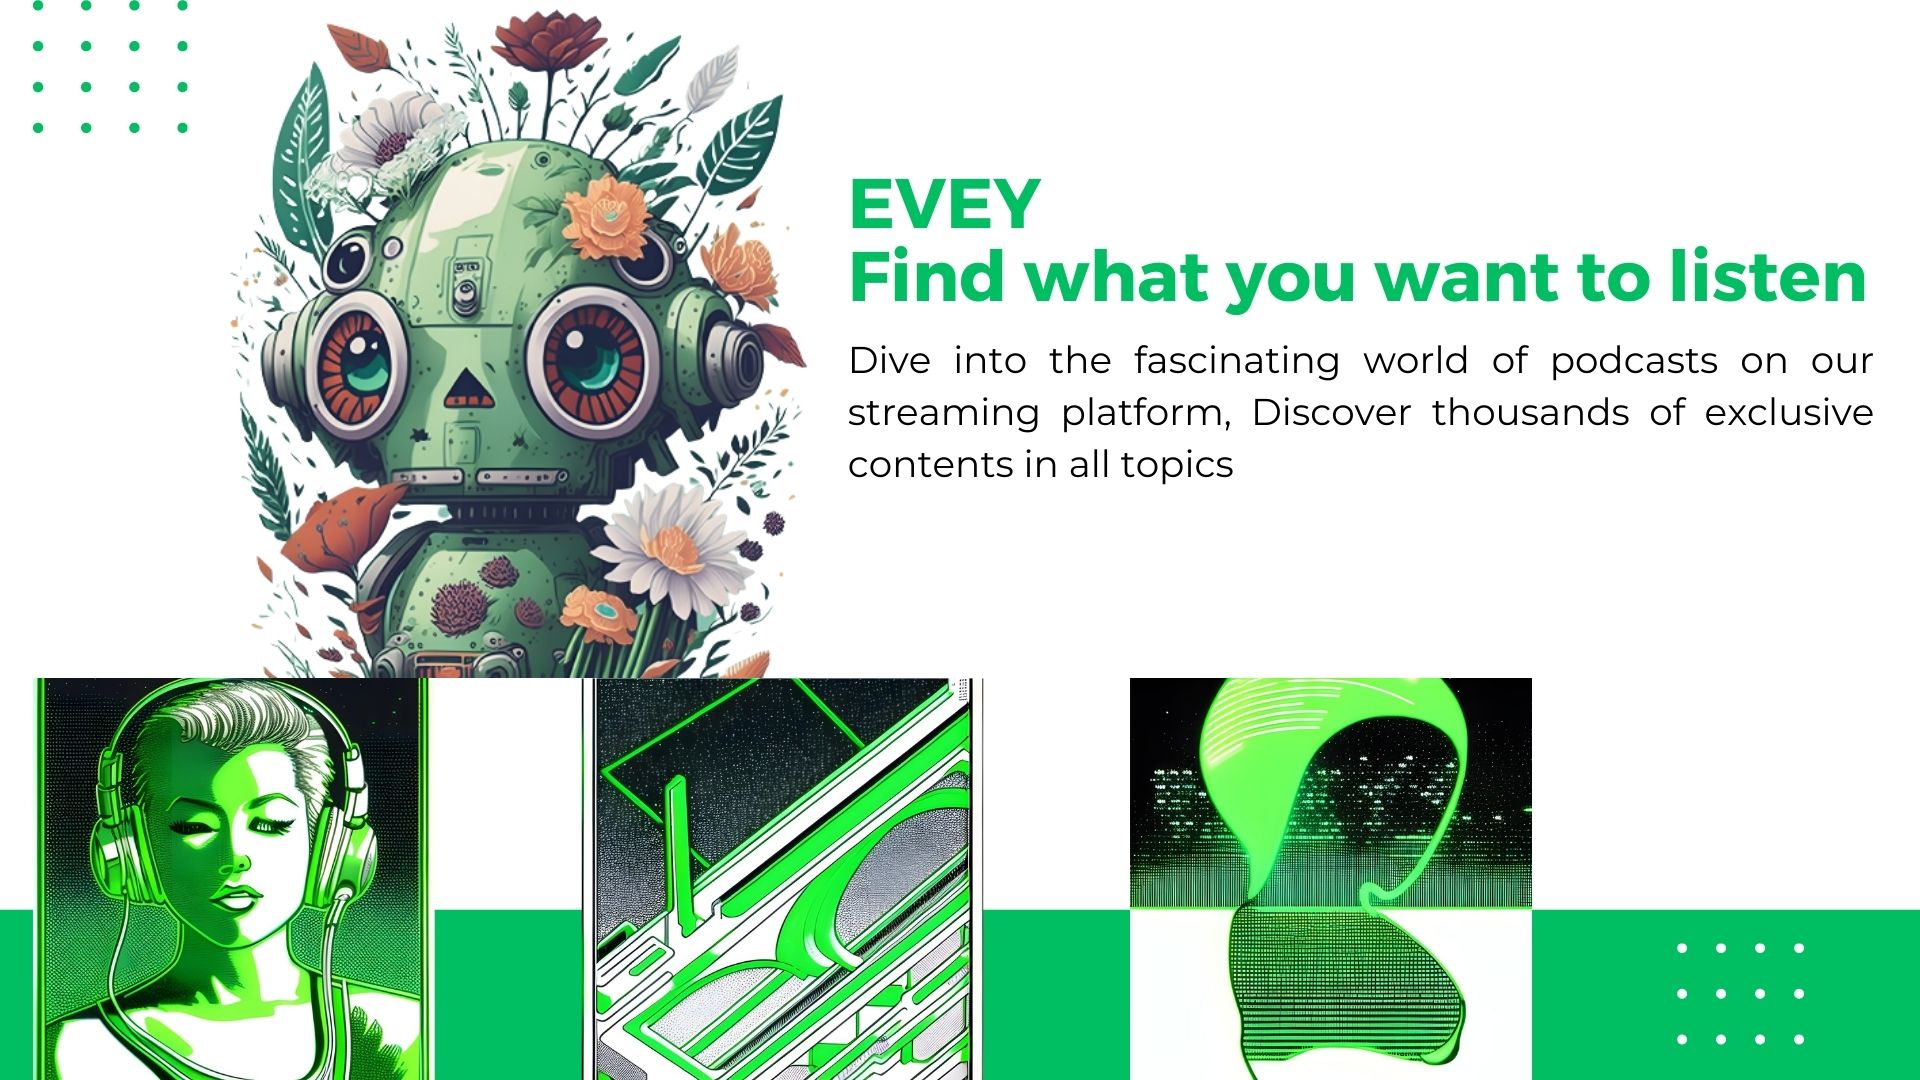 EVEY
Find what you want to listen
Dive into the fascinating world of podcasts on our
streaming platform, Discover thousands of exclusive
contents in all topics